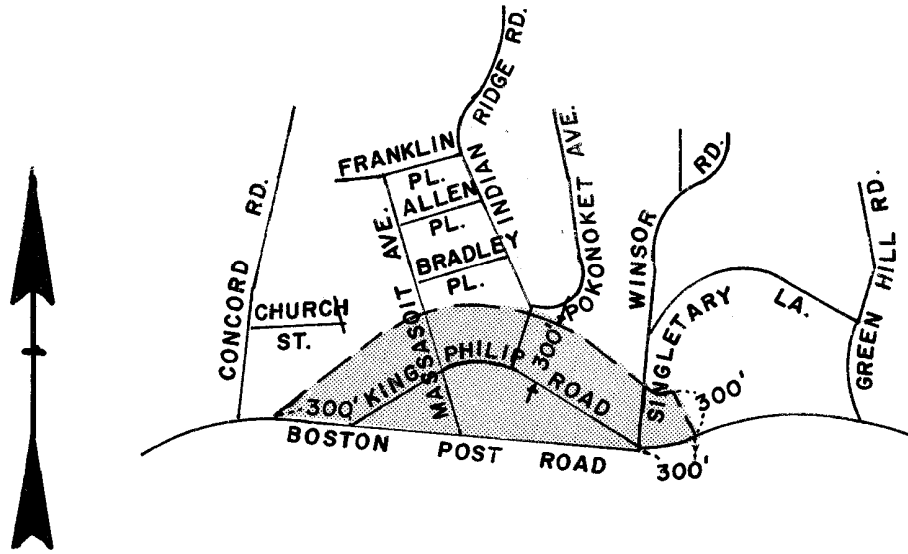 CONCORD RD.
CHURCH ST.
FRANKLIN PL.
ALLEN PL.
BRADLEY PL.
MASSASOIT AVE.
INDIAN RIDGE RD.
POKONOKET AVE.
WINSOR RD.
SINGLETARY LA.
GREEN HILL RD.
KING PHILIP ROAD
BOSTON POST ROAD
300'
300'
300'
300'